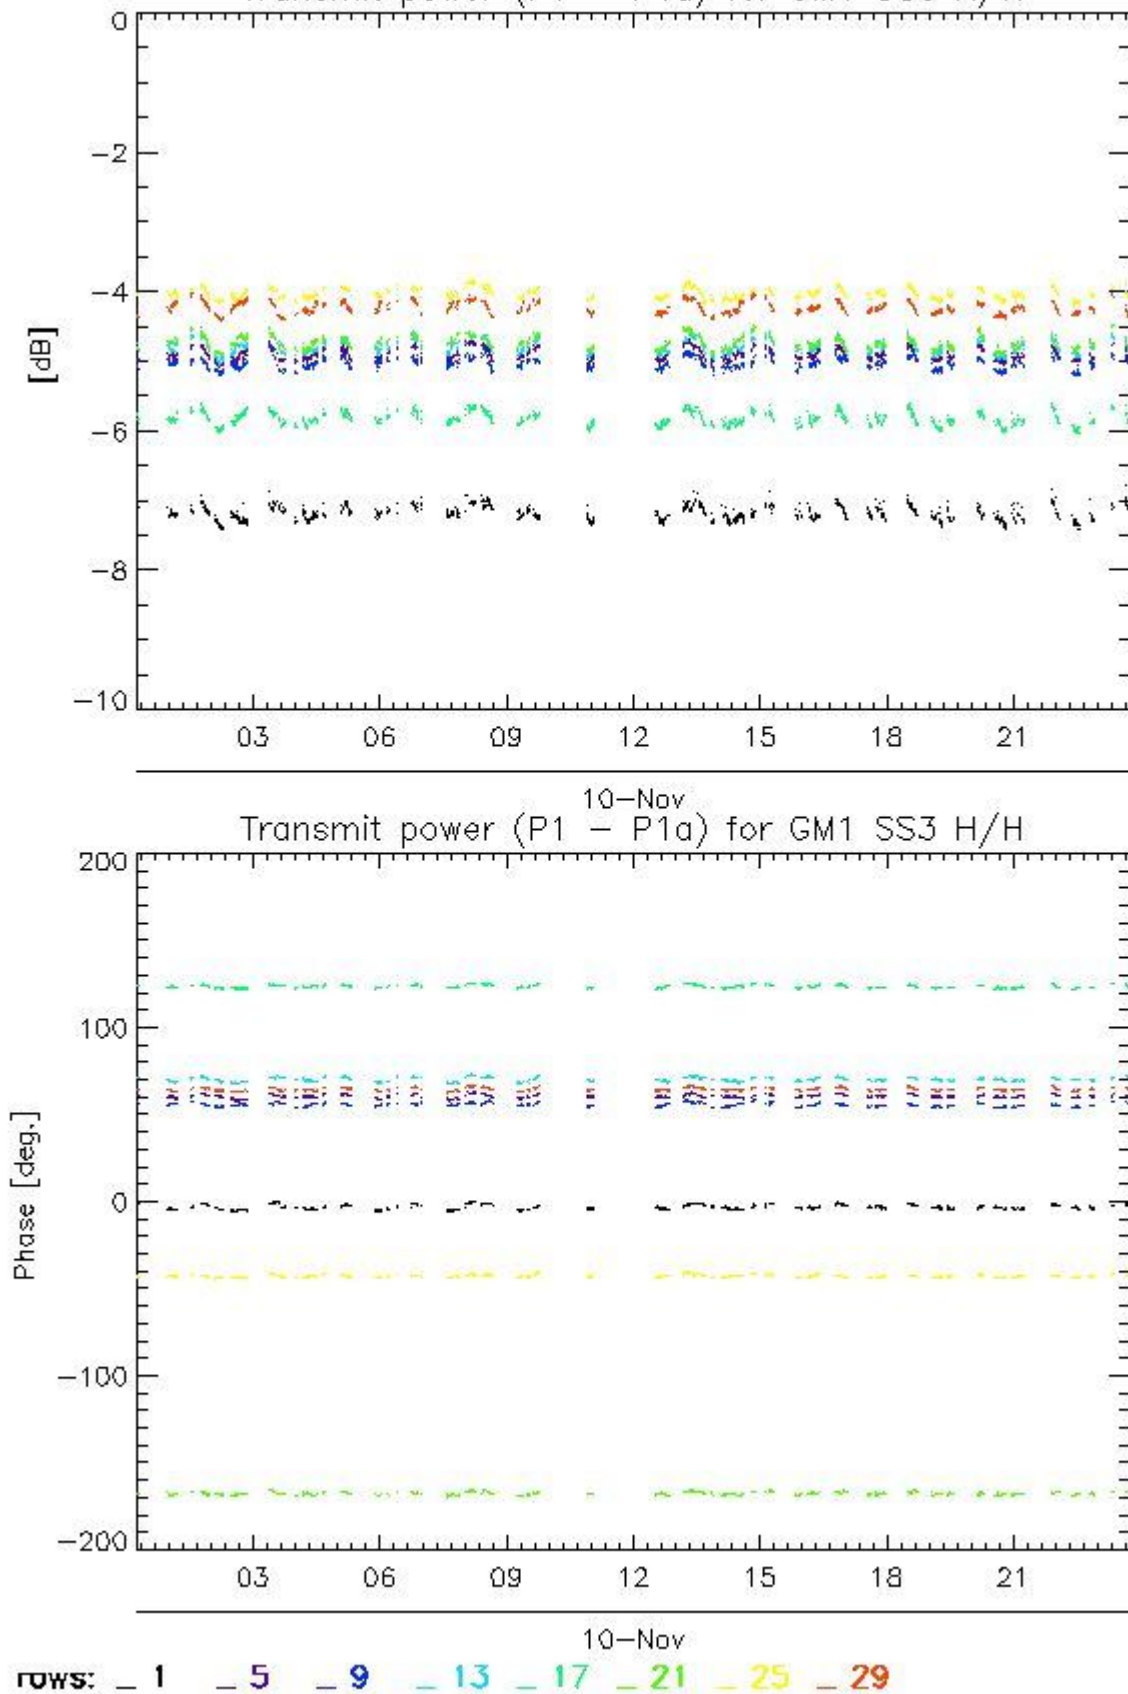 0
−2
−4
−6
−8
−10
[dB]
03 06 09 12 15 18 21
10−Nov
Transmit power (P1 − P1a) for GM1 SS3 H/H
200
100
0
−100
−200
Phase [deg.]
03 06 09 12 15 18 21
10−Nov
rows: _ 1 _ 5 _ 9 _ 13 _ 17 _ 21 _ 25 _ 29